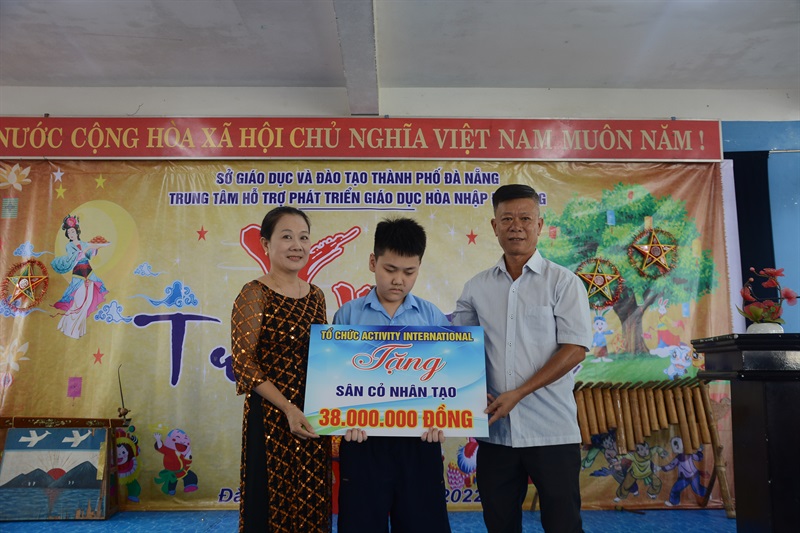 NƯỚC CỘNG HÒA XÃ HỘI CHỦ NGHĨA VIỆT NAM MUÔN NĂM !
SỞ GIÁO DỤC VÀ ĐÀO TẠO THÀNH PHỐ ĐÀ NẴNG
TRUNG TÂM HỖ TRỢ PHÁT TRIỂN GIÁO DỤC HÒA NHẬP
TỔ CHỨC ACTIVITY INTERNATIONAL
Tặng
SÂN CỎ NHÂN TẠO
38.000.000 ĐỒNG
2022